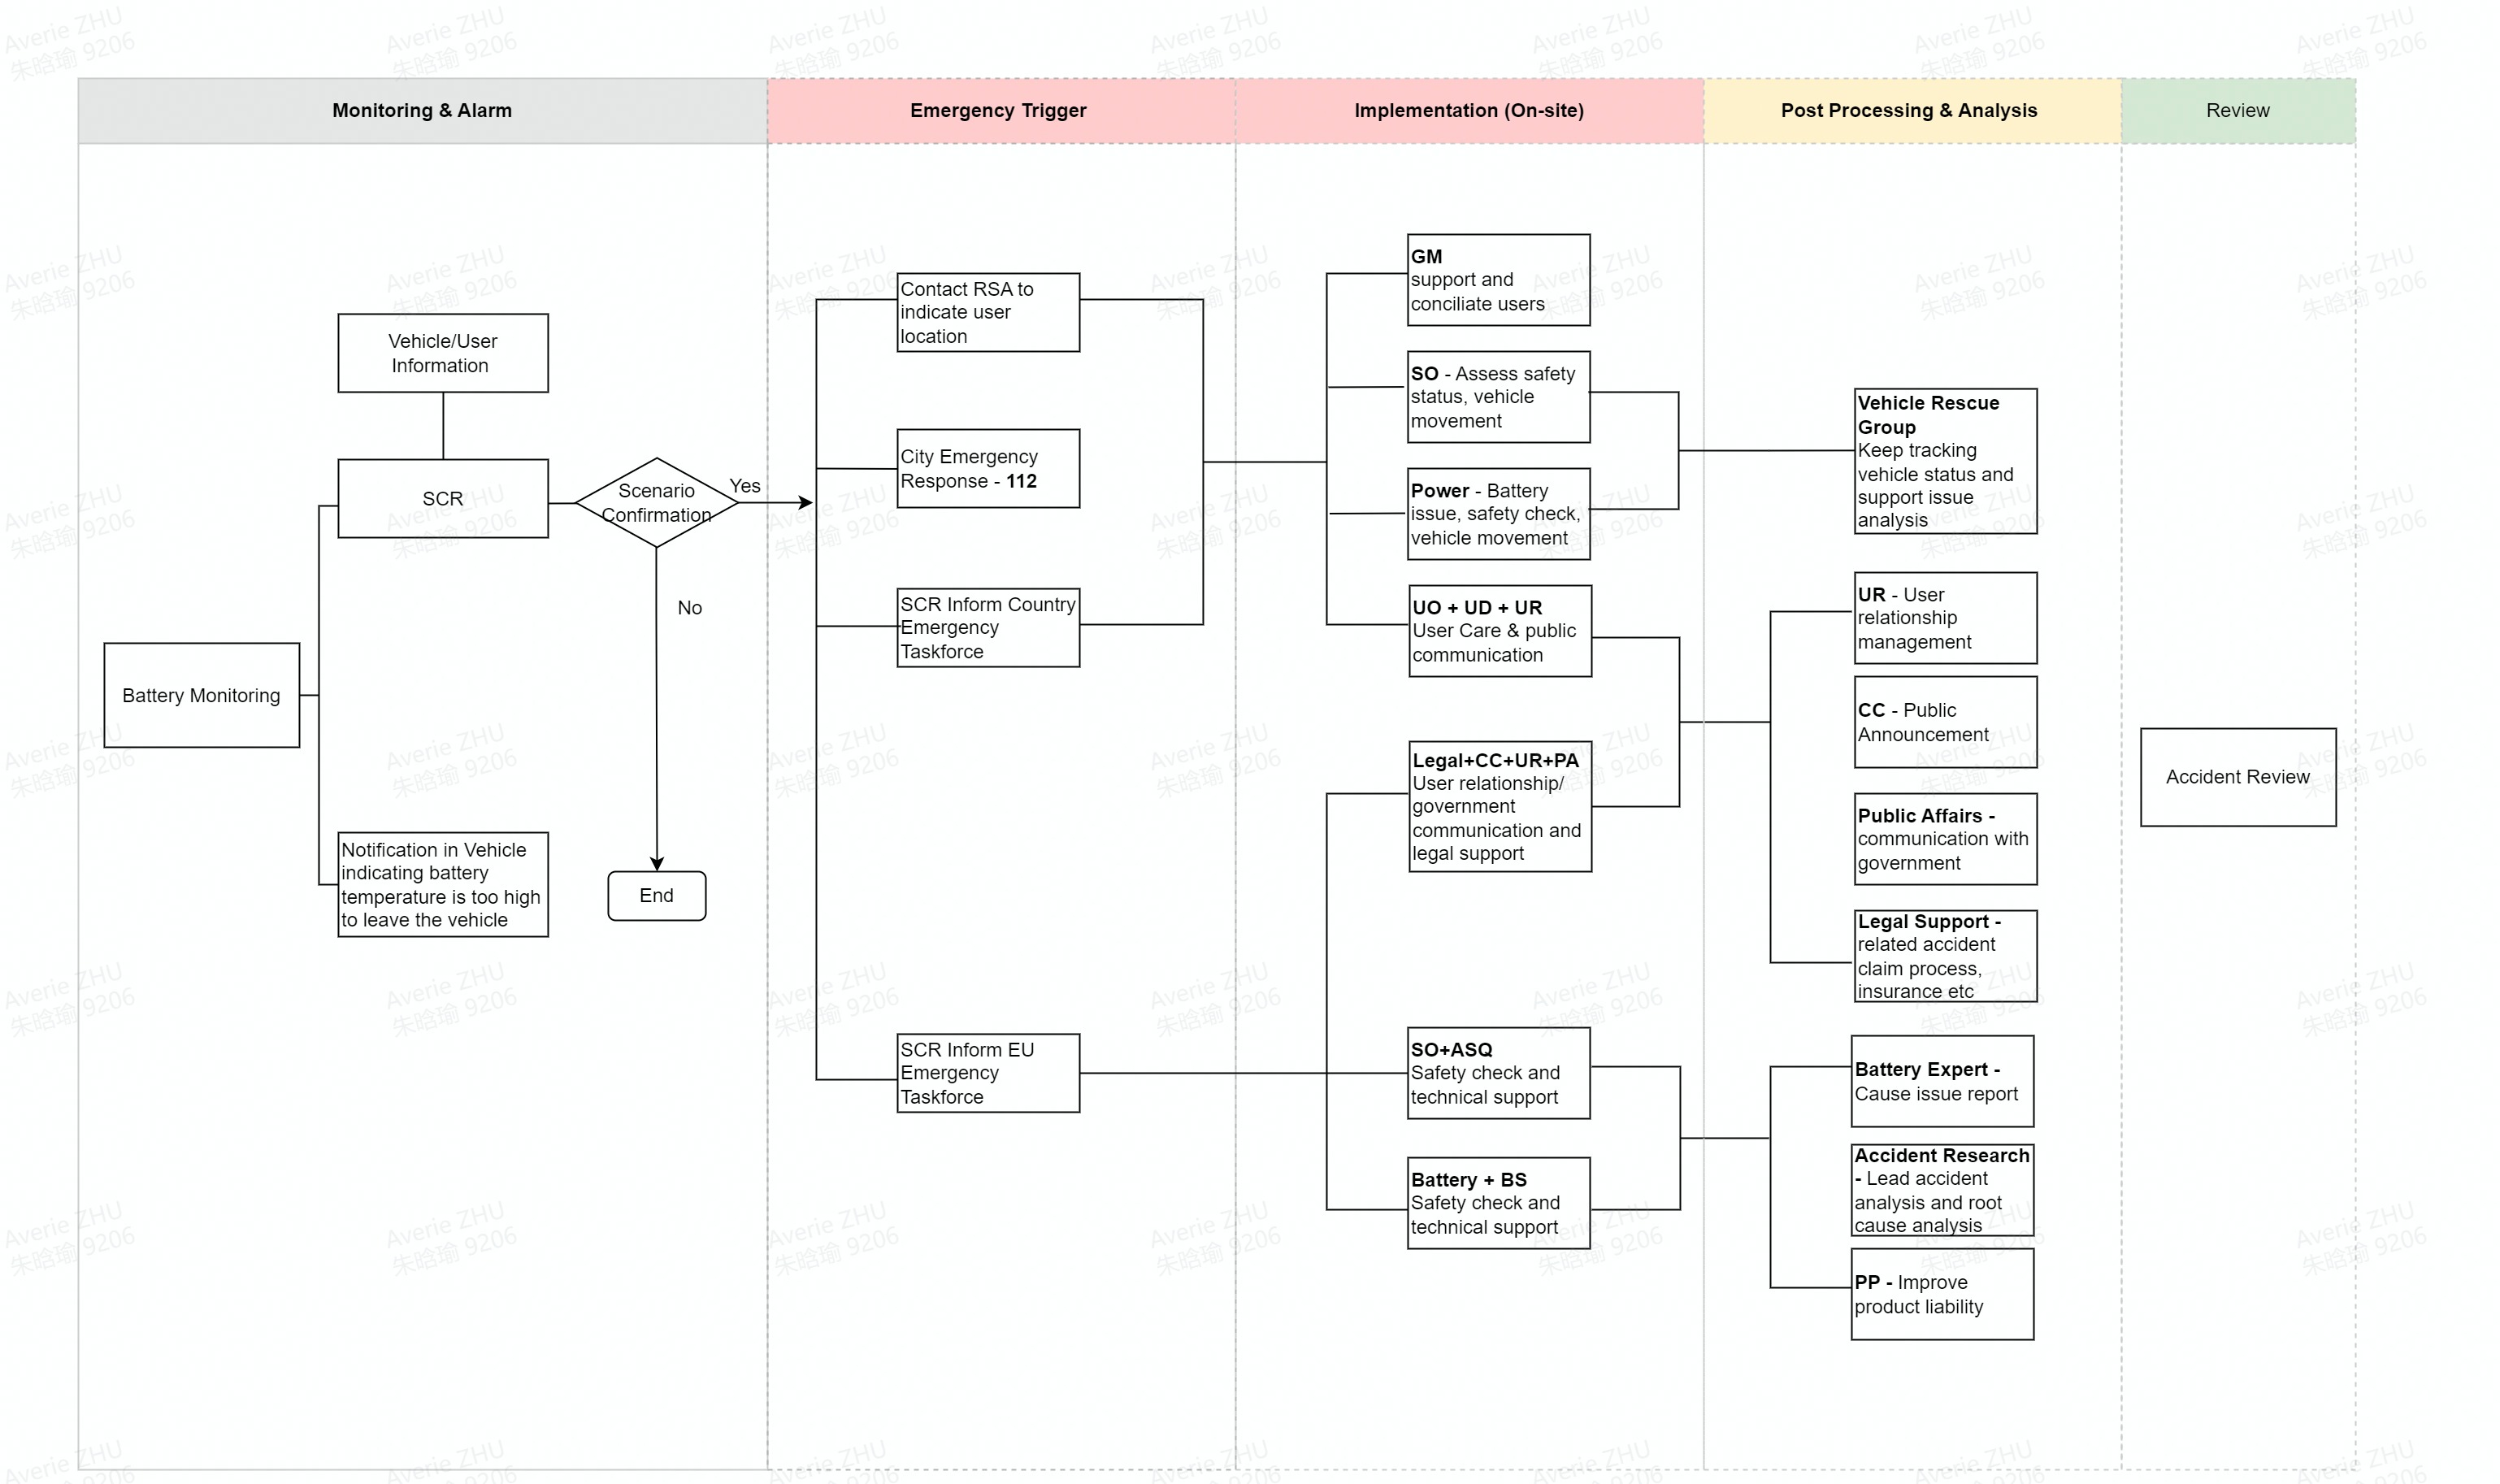 Monitoring & Alarm
Emergency Trigger
Implementation (On-site)
Post Processing & Analysis
Review
Vehicle/User
Information
SCR
Scenario
Confirmation
Yes
No
Battery Monitoring
Notification in Vehicle
indicating battery
temperature is too high
to leave the vehicle
End
Contact RSA to
indicate user
location
City Emergency
Response - 112
SCR Inform Country
Emergency
Taskforce
SCR Inform EU
Emergency
Taskforce
GM
support and
conciliate users
SO - Assess safety
status, vehicle
movement
Power - Battery
issue, safety check,
vehicle movement
UO + UD + UR
User Care & public
communication
Legal+CC+UR+PA
User relationship/
government
communication and
legal support
SO+ASQ
Safety check and
technical support
Battery + BS
Safety check and
technical support
Vehicle Rescue
Group
Keep tracking
vehicle status and
support issue
analysis
UR - User
relationship
management
CC - Public
Announcement
Public Affairs -
communication with
government
Legal Support -
related accident
claim process,
insurance etc
Battery Expert -
Cause issue report
Accident Research
- Lead accident
analysis and root
cause analysis
PP - Improve
product liability
Accident Review
Averie ZHU
朱晗瑜 9206